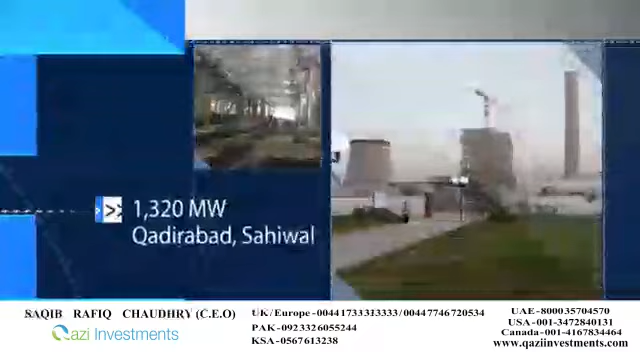 >>
1,320 MW
Qadirabad, Sahiwal
SAQIB RAFIQ CHAUDHRY (C.E.O)
Qazi Investments
UK/Europe-00441733313333/00447746720534
PAK-0923326055244
KSA-0567613238
UAE-800035704570
USA-001-3472840131
Canada-001-4167834464
www.qaziinvestments.com